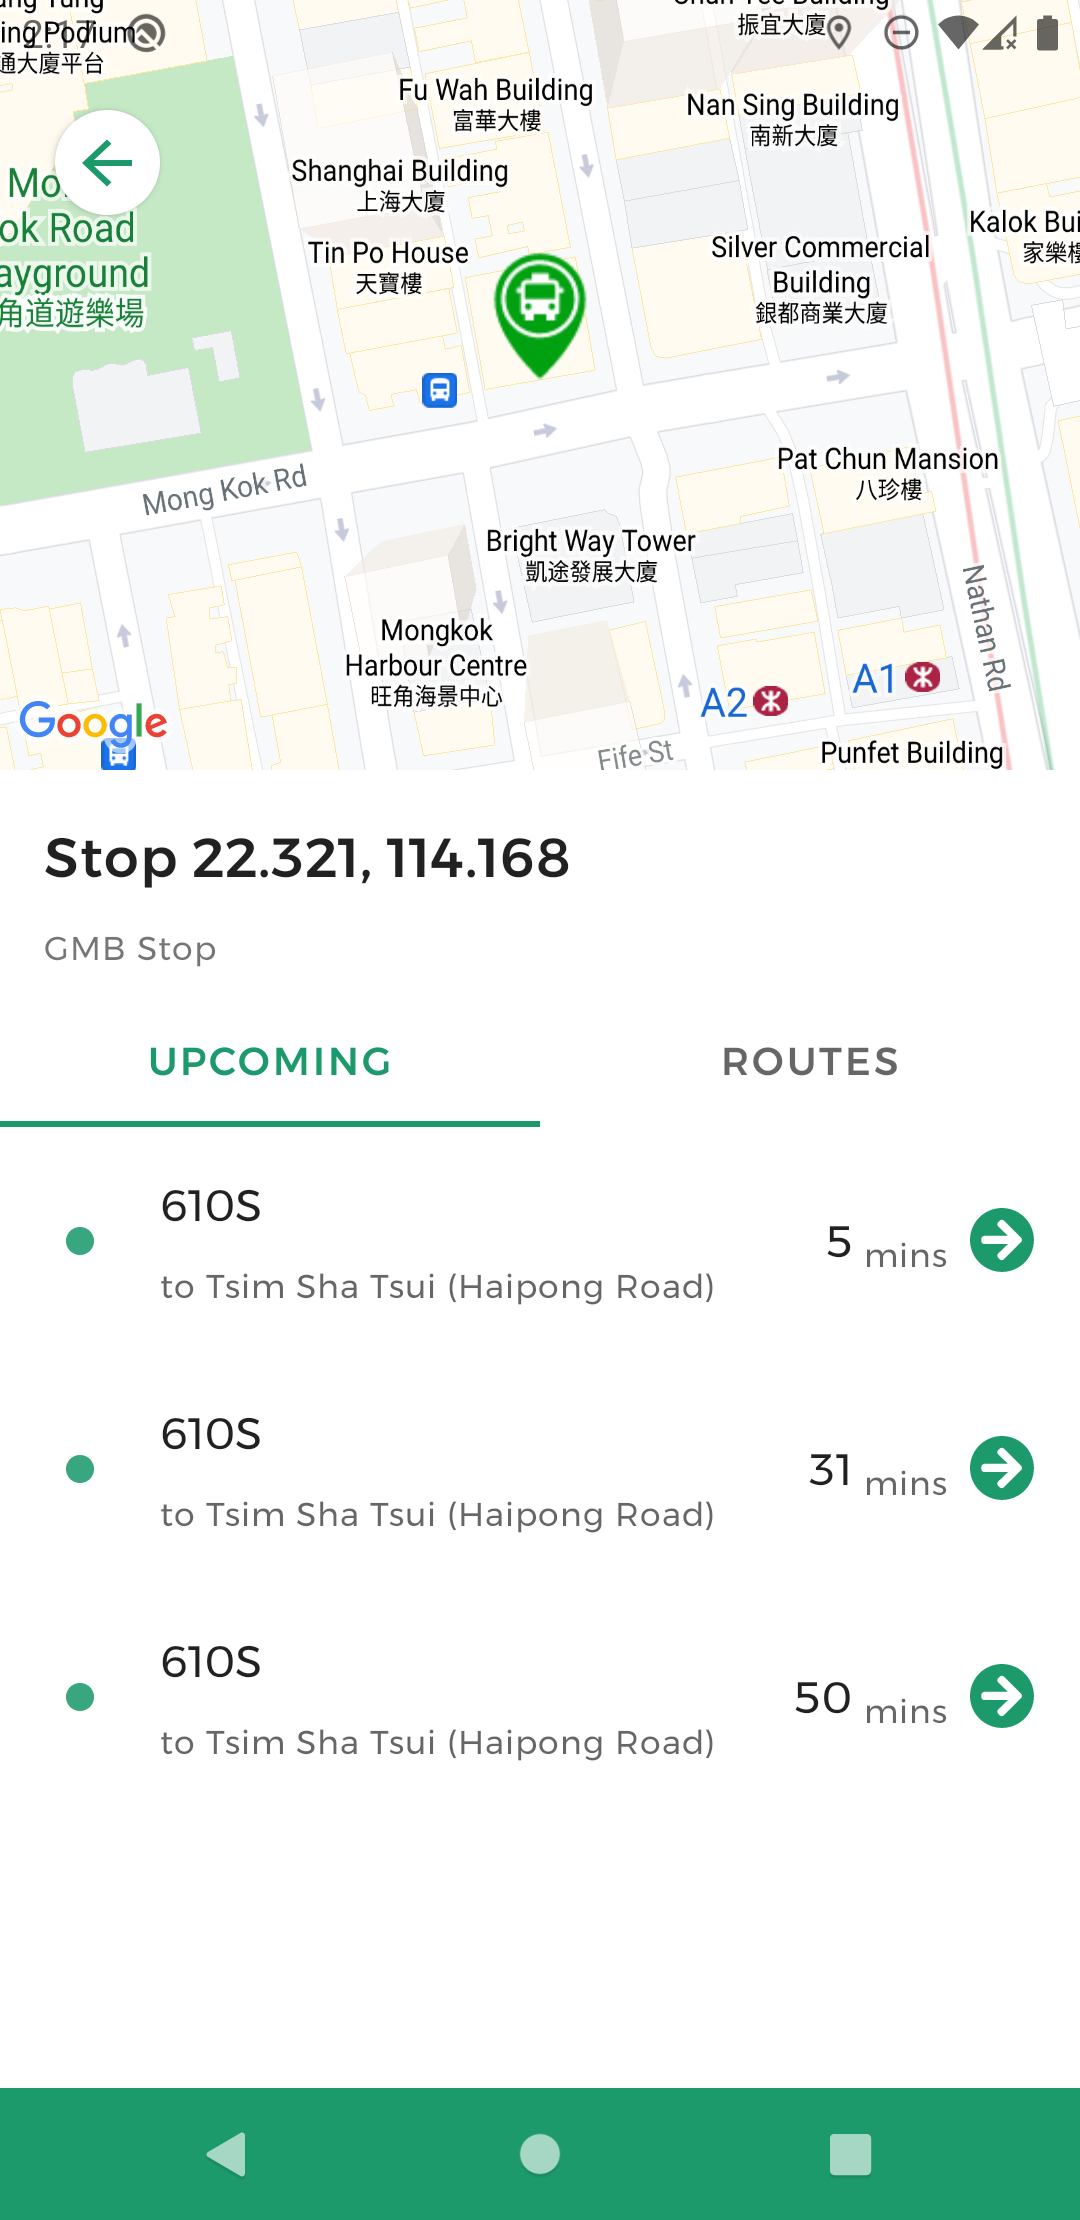 2:17
ing Podium
通大廈平台
振宜大廈
Fu Wah Building
富華大樓
Nan Sing Building
南新大廈
Shanghai Building
上海大廈
ok Road
ayground
角道遊樂場
Tin Po House
天寶樓
Silver Commercial
Building
銀都商業大廈
Kalok Bui
家樂樓
Mong Kok Rd
Pat Chun Mansion
八珍樓
Bright Way Tower
凱途發展大廈
Nathan Rd
Mongkok
Harbour Centre
旺角海景中心
A1
A2
Google
Fife St
Punfet Building
Stop 22.321, 114.168
GMB Stop
UPCOMING
ROUTES
610S
to Tsim Sha Tsui (Haipong Road)
5 mins
610S
to Tsim Sha Tsui (Haipong Road)
31 mins
610S
to Tsim Sha Tsui (Haipong Road)
50 mins